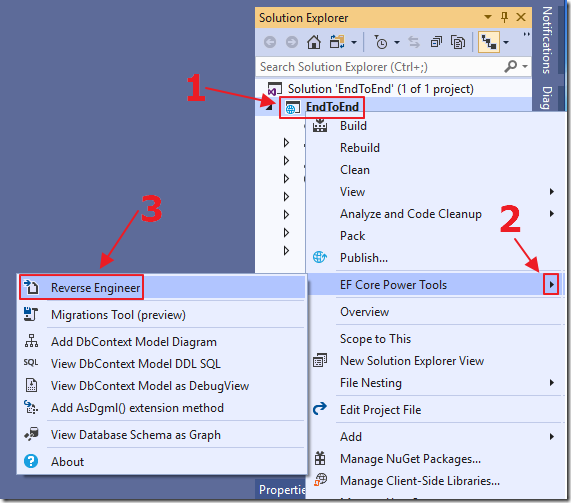 Solution Explorer
Search Solution Explorer (Ctrl+;)
Solution 'EndToEnd' (1 of 1 project)
1
EndToEnd
Build
Rebuild
Clean
View
Analyze and Code Cleanup
Pack
Publish...
2
EF Core Power Tools
Overview
Scope to This
New Solution Explorer View
File Nesting
Edit Project File
Add
Manage NuGet Packages...
Manage Client-Side Libraries...
3
Reverse Engineer
Migrations Tool (preview)
Add DbContext Model Diagram
SQL View DbContext Model DDL SQL
View DbContext Model as DebugView
Add AsDgml() extension method
View Database Schema as Graph
About
Properties
Notifications
Diag